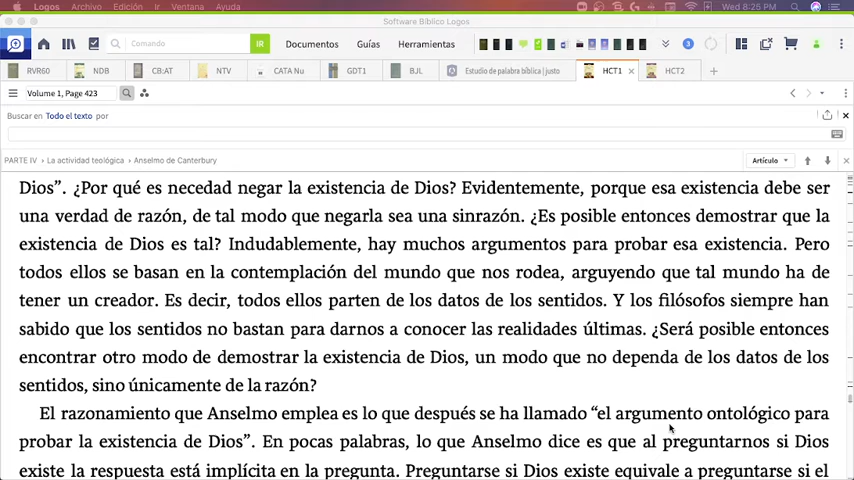 Logos Archivo Edición Ir Ventana Ayuda Wed 8:25 PM
Software Bíblico Logos
Comando IR Documentos Guías Herramientas 3
RVR60 NDB CB:AT NTV CATA Nu GDT1 BJL Estudio de palabra bíblica | justo HCT1 HCT2
Volume 1, Page 423
Buscar en Todo el texto por
PARTE IV › La actividad teológica › Anselmo de Canterbury Artículo
Dios”. ¿Por qué es necedad negar la existencia de Dios? Evidentemente, porque esa existencia debe ser
una verdad de razón, de tal modo que negarla sea una sinrazón. ¿Es posible entonces demostrar que la
existencia de Dios es tal? Indudablemente, hay muchos argumentos para probar esa existencia. Pero
todos ellos se basan en la contemplación del mundo que nos rodea, arguyendo que tal mundo ha de
tener un creador. Es decir, todos ellos parten de los datos de los sentidos. Y los filósofos siempre han
sabido que los sentidos no bastan para darnos a conocer las realidades últimas. ¿Será posible entonces
encontrar otro modo de demostrar la existencia de Dios, un modo que no dependa de los datos de los
sentidos, sino únicamente de la razón?
El razonamiento que Anselmo emplea es lo que después se ha llamado “el argumento ontológico para
probar la existencia de Dios”. En pocas palabras, lo que Anselmo dice es que al preguntarnos si Dios
existe la respuesta está implícita en la pregunta. Preguntarse si Dios existe equivale a preguntarse si el